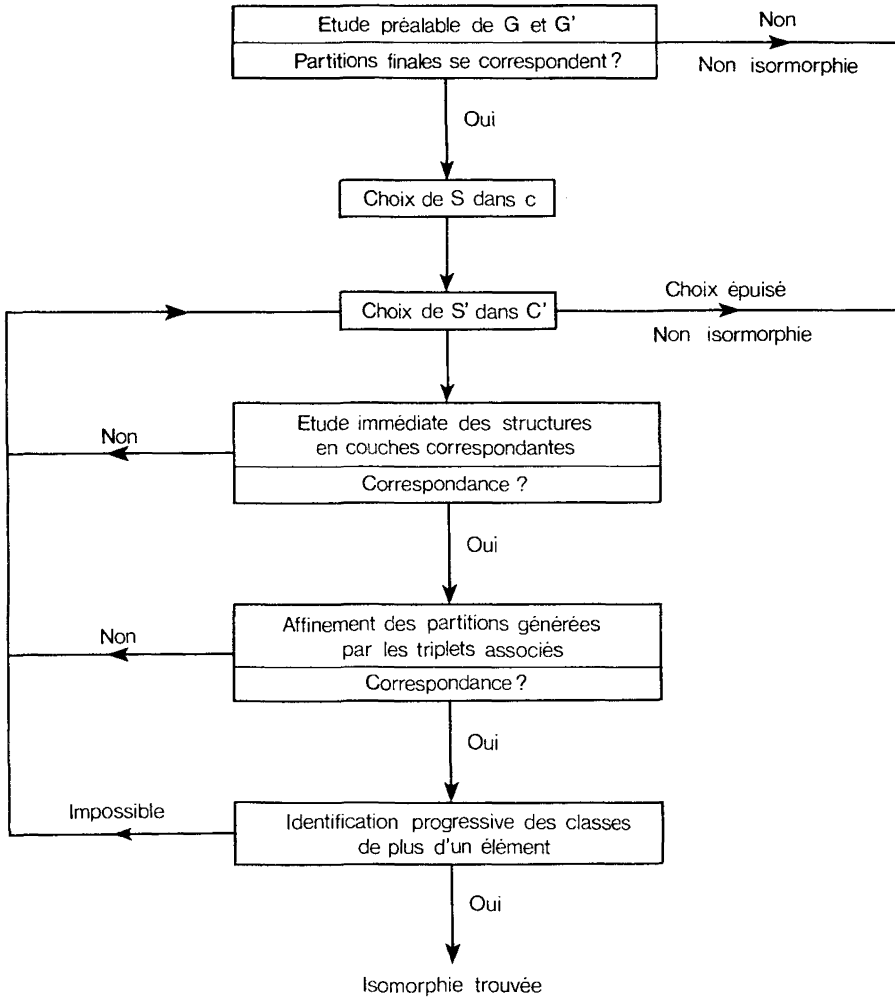 Etude préalable de G et G'
Non
Partitions finales se correspondent ?
Non isormorphie
Oui
Choix de S dans c
Choix de S' dans C'
Choix épuisé
Non isormorphie
Etude immédiate des structures
en couches correspondantes
Non
Correspondance ?
Oui
Affinement des partitions générées
par les triplets associés
Non
Correspondance ?
Oui
Impossible
Identification progressive des classes
de plus d'un élément
Oui
Isomorphie trouvée